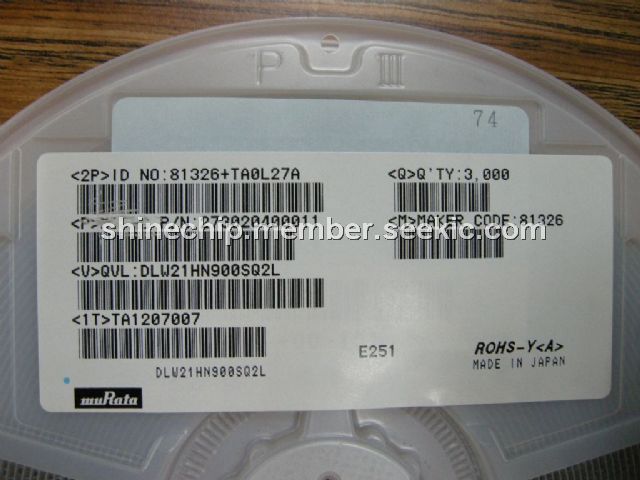 P III
74
<2P>ID NO:81326+TA0L27A
<Q>Q'TY:3,000
P/N:073020400011
<M>MAKER CODE:81326
shinechip.member.seekic.com
<V>QVL:DLW21HN900SQ2L
<1T>TA1207007
E251
ROHS-Y<A>
MADE IN JAPAN
DLW21HN900SQ2L
muRata